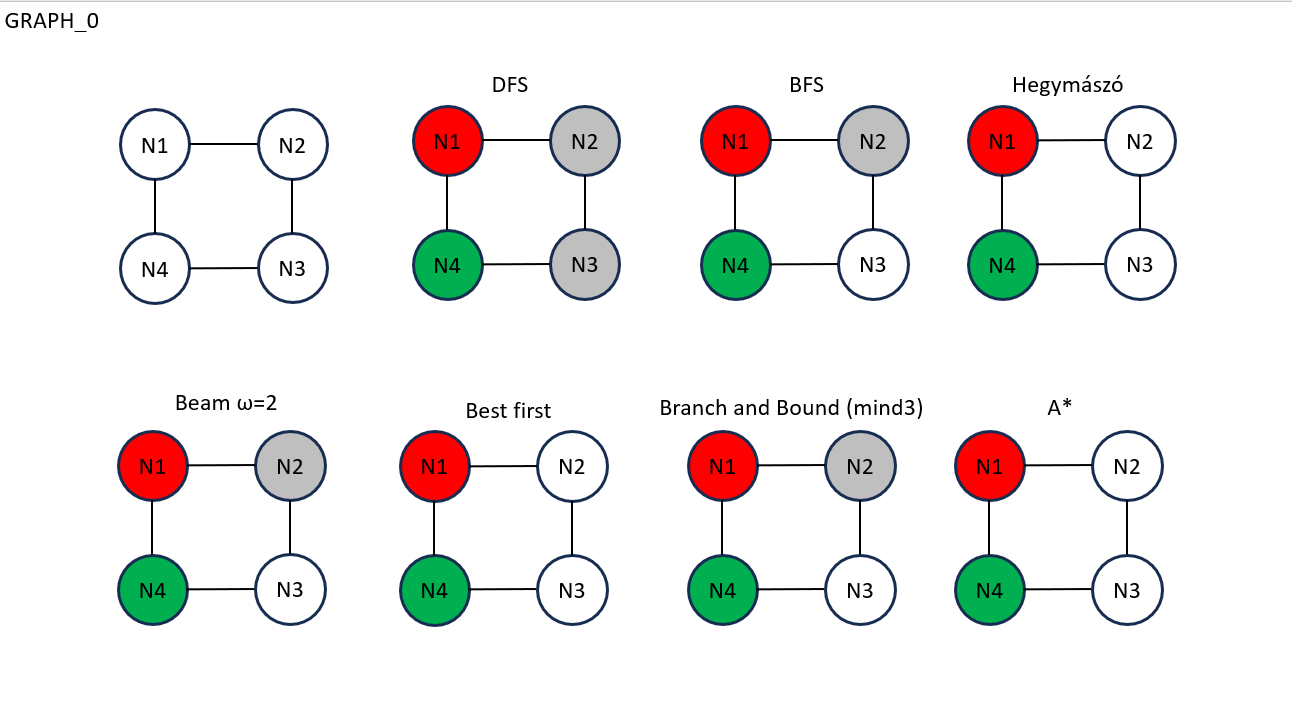 GRAPH_0
DFS
BFS
Hegymászó
N1 N2
N4 N3
N1 N2
N4 N3
N1 N2
N4 N3
N1 N2
N4 N3
Beam ω=2
Best first
Branch and Bound (mind3)
A*
N1 N2
N4 N3
N1 N2
N4 N3
N1 N2
N4 N3
N1 N2
N4 N3